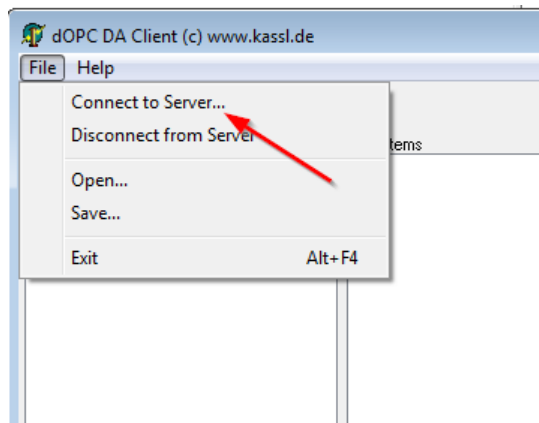 dOPC DA Client (c) www.kassl.de
File Help
Connect to Server...
Disconnect from Server
tems
Open...
Save...
Exit Alt+F4